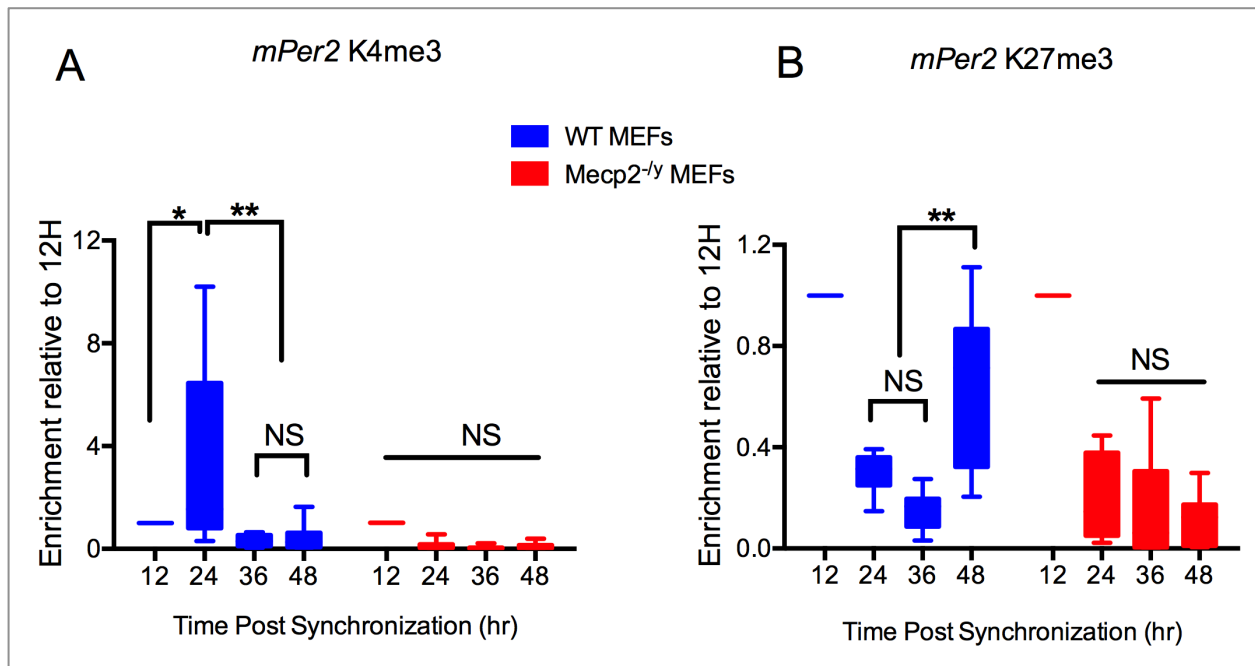 A
mPer2 K4me3
B
mPer2 K27me3
WT MEFs
Mecp2-/y MEFs
Enrichment relative to 12H
12
8
4
0
*
**
NS
NS
12 24 36 48 12 24 36 48
Time Post Synchronization (hr)
Enrichment relative to 12H
1.2
0.8
0.4
0.0
**
NS
NS
12 24 36 48 12 24 36 48
Time Post Synchronization (hr)